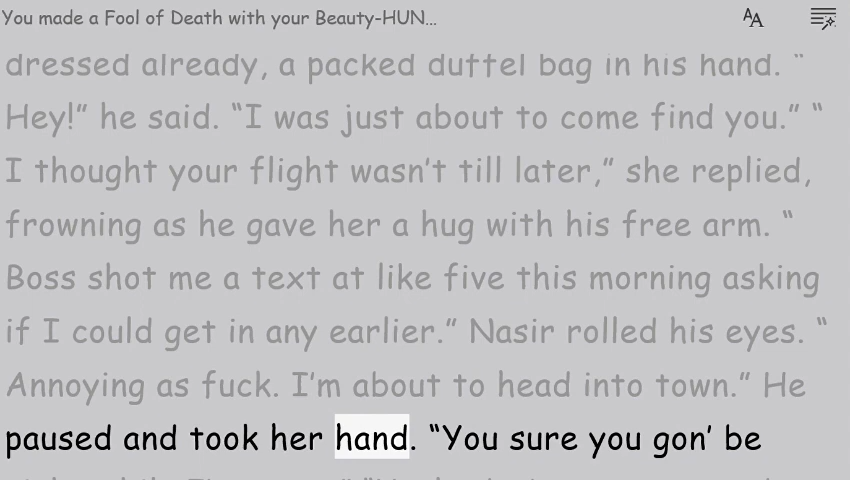 You made a Fool of Death with your Beauty-HUN...
AA
dressed already, a packed duffel bag in his hand. “
Hey!” he said. “I was just about to come find you.” “
I thought your flight wasn’t till later,” she replied,
frowning as he gave her a hug with his free arm. “
Boss shot me a text at like five this morning asking
if I could get in any earlier.” Nasir rolled his eyes. “
Annoying as fuck. I’m about to head into town.” He
paused and took her hand. “You sure you gon’ be